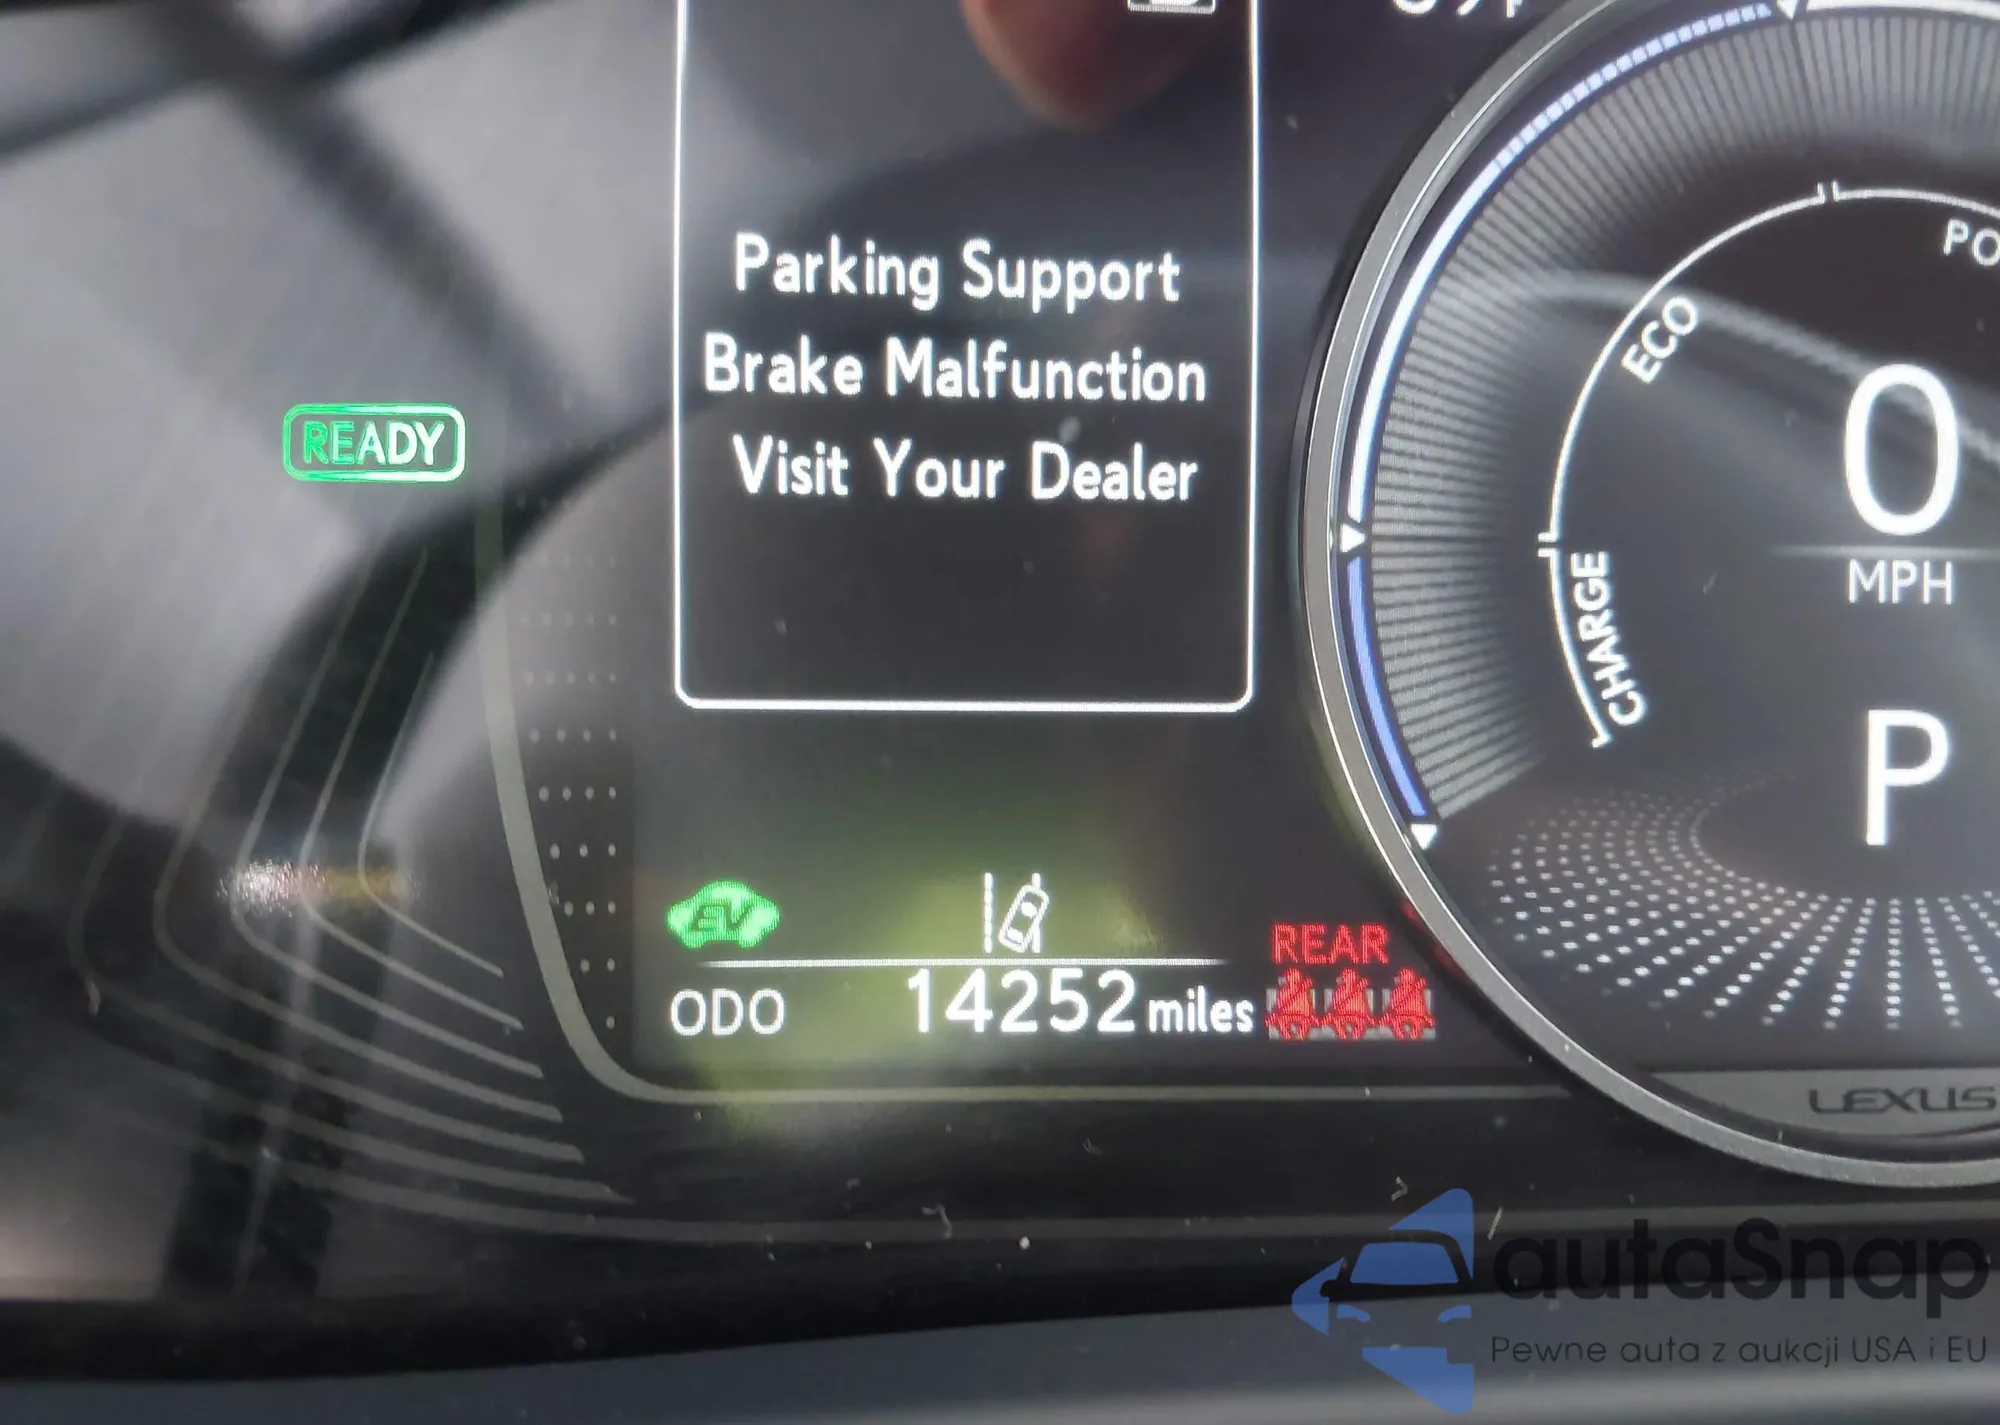 Parking Support
Brake Malfunction
Visit Your Dealer
READY
ECO
CHARGE
0
MPH
P
EV
ODO 14252 miles
REAR
LEXUS
autaSnap
Pewne auta z aukcji USA i EU